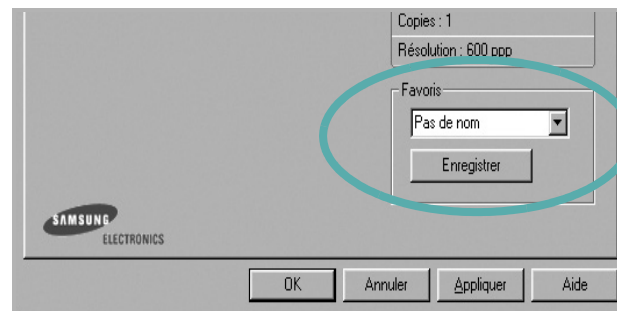 Copies : 1
Résolution : 600 ppp
Favoris
Pas de nom
Enregistrer
SAMSUNG
ELECTRONICS
OK Annuler Appliquer Aide